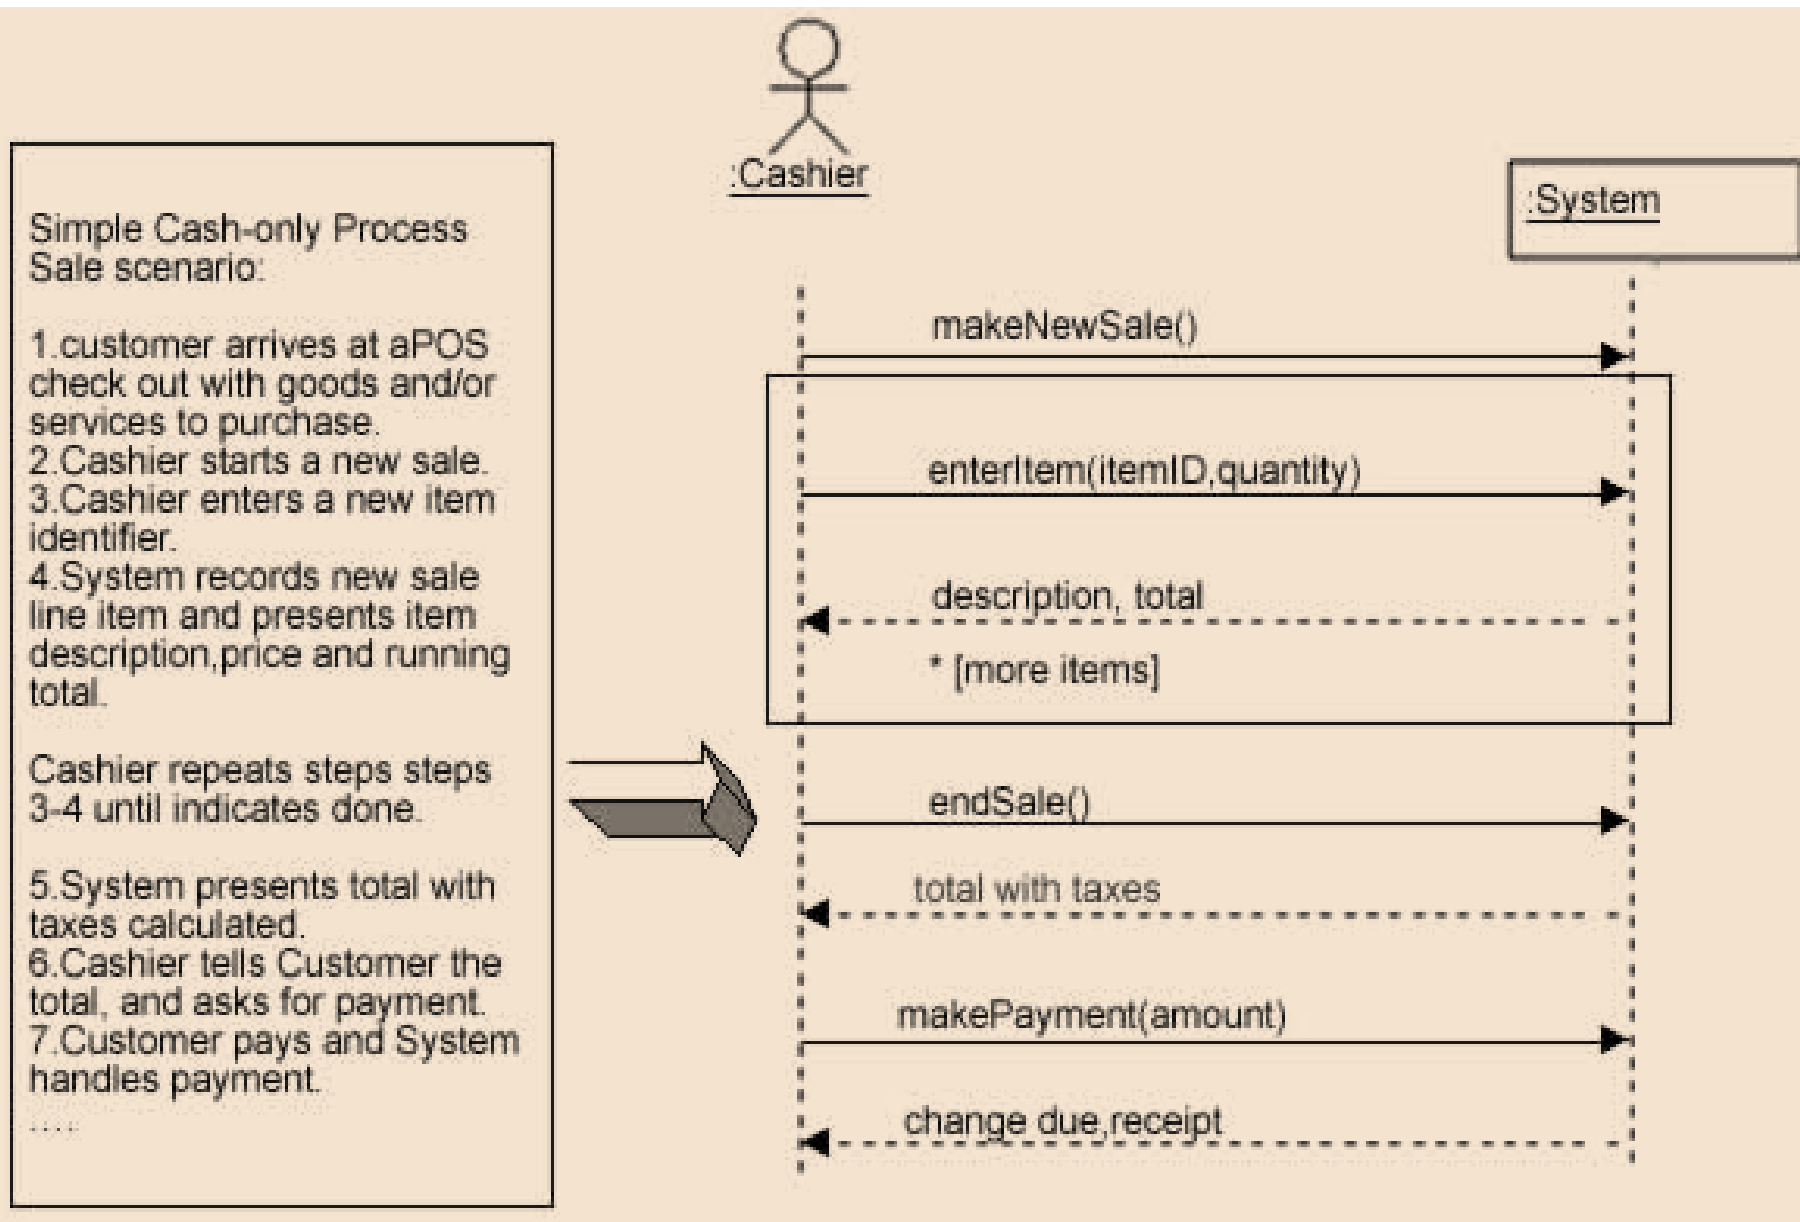 Simple Cash-only Process
Sale scenario:
1.customer arrives at aPOS
check out with goods and/or
services to purchase.
2.Cashier starts a new sale.
3.Cashier enters a new item
identifier.
4.System records new sale
line item and presents item
description,price and running
total.
Cashier repeats steps steps
3-4 until indicates done.
5.System presents total with
taxes calculated.
6.Cashier tells Customer the
total, and asks for payment.
7.Customer pays and System
handles payment.
....
:Cashier
:System
makeNewSale()
enterItem(itemID,quantity)
description, total
* [more items]
endSale()
total with taxes
makePayment(amount)
change due,receipt